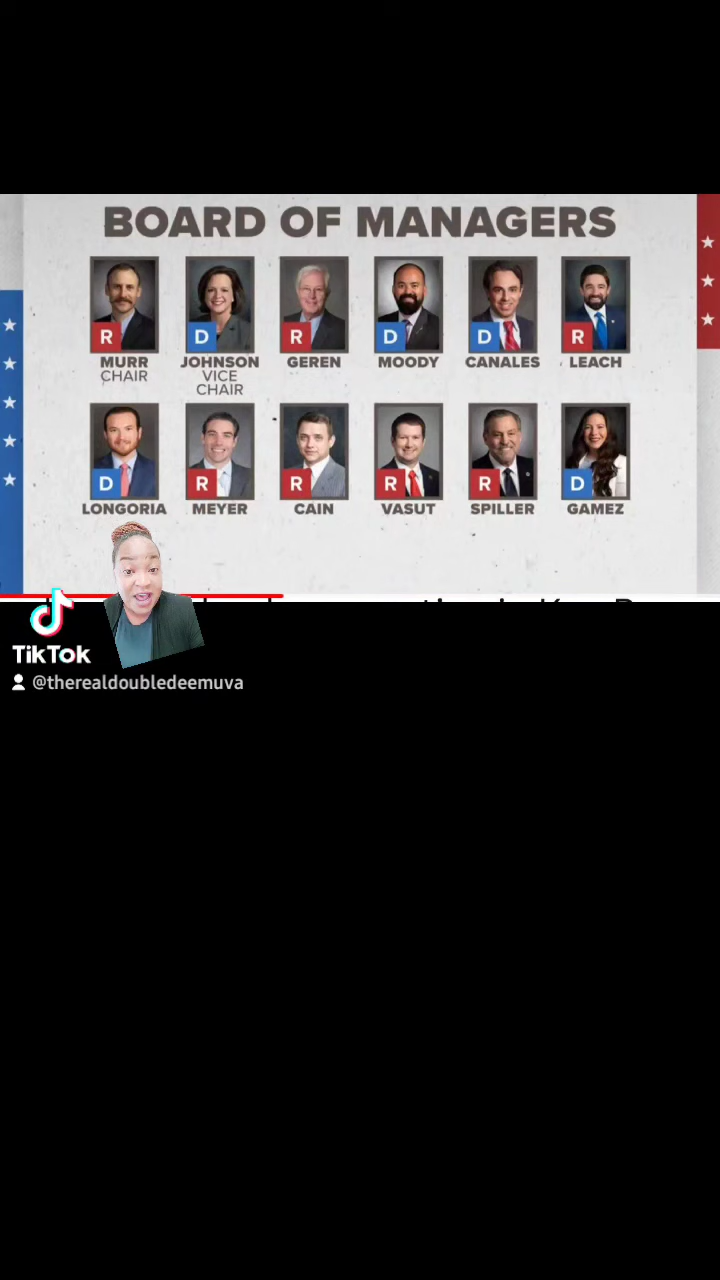 BOARD OF MANAGERS
R D R D D R
MURR JOHNSON GEREN MOODY CANALES LEACH
CHAIR VICE
CHAIR
D R R R R D
LONGORIA MEYER CAIN VASUT SPILLER GAMEZ
TikTok
@therealdoubledeemuva